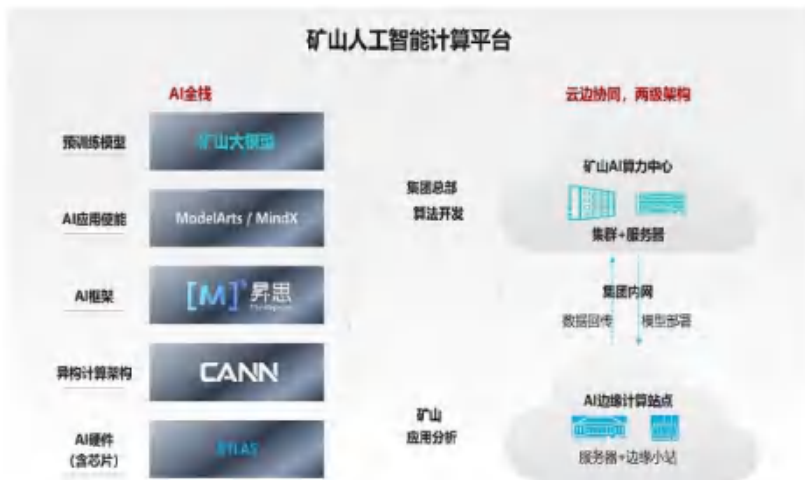 矿山人工智能计算平台
AI全栈
云边协同，两级架构
预训练模型
矿山大模型
AI应用使能
ModelArts / MindX
AI框架
[M] 昇思
异构计算架构
CANN
AI硬件
（含芯片）
ATLAS
集团总部
算法开发
矿山
应用分析
矿山AI算力中心
集群+服务器
集团内网
数据回传
模型部署
AI边缘计算站点
服务器+边缘小站